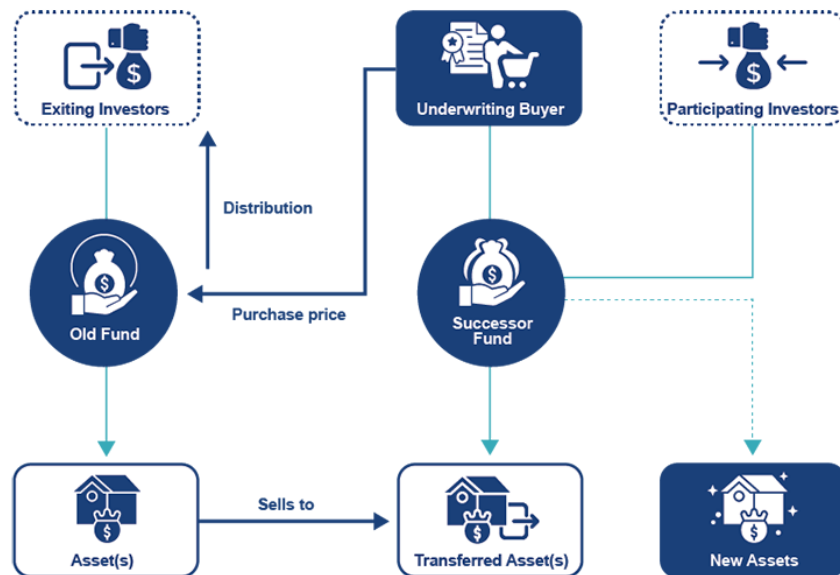 $
$
Exiting Investors
Underwriting Buyer
Participating Investors
Distribution
$
$
Old Fund
Purchase price
Successor
Fund
$
$
$
Sells to
Asset(s)
Transferred Asset(s)
New Assets